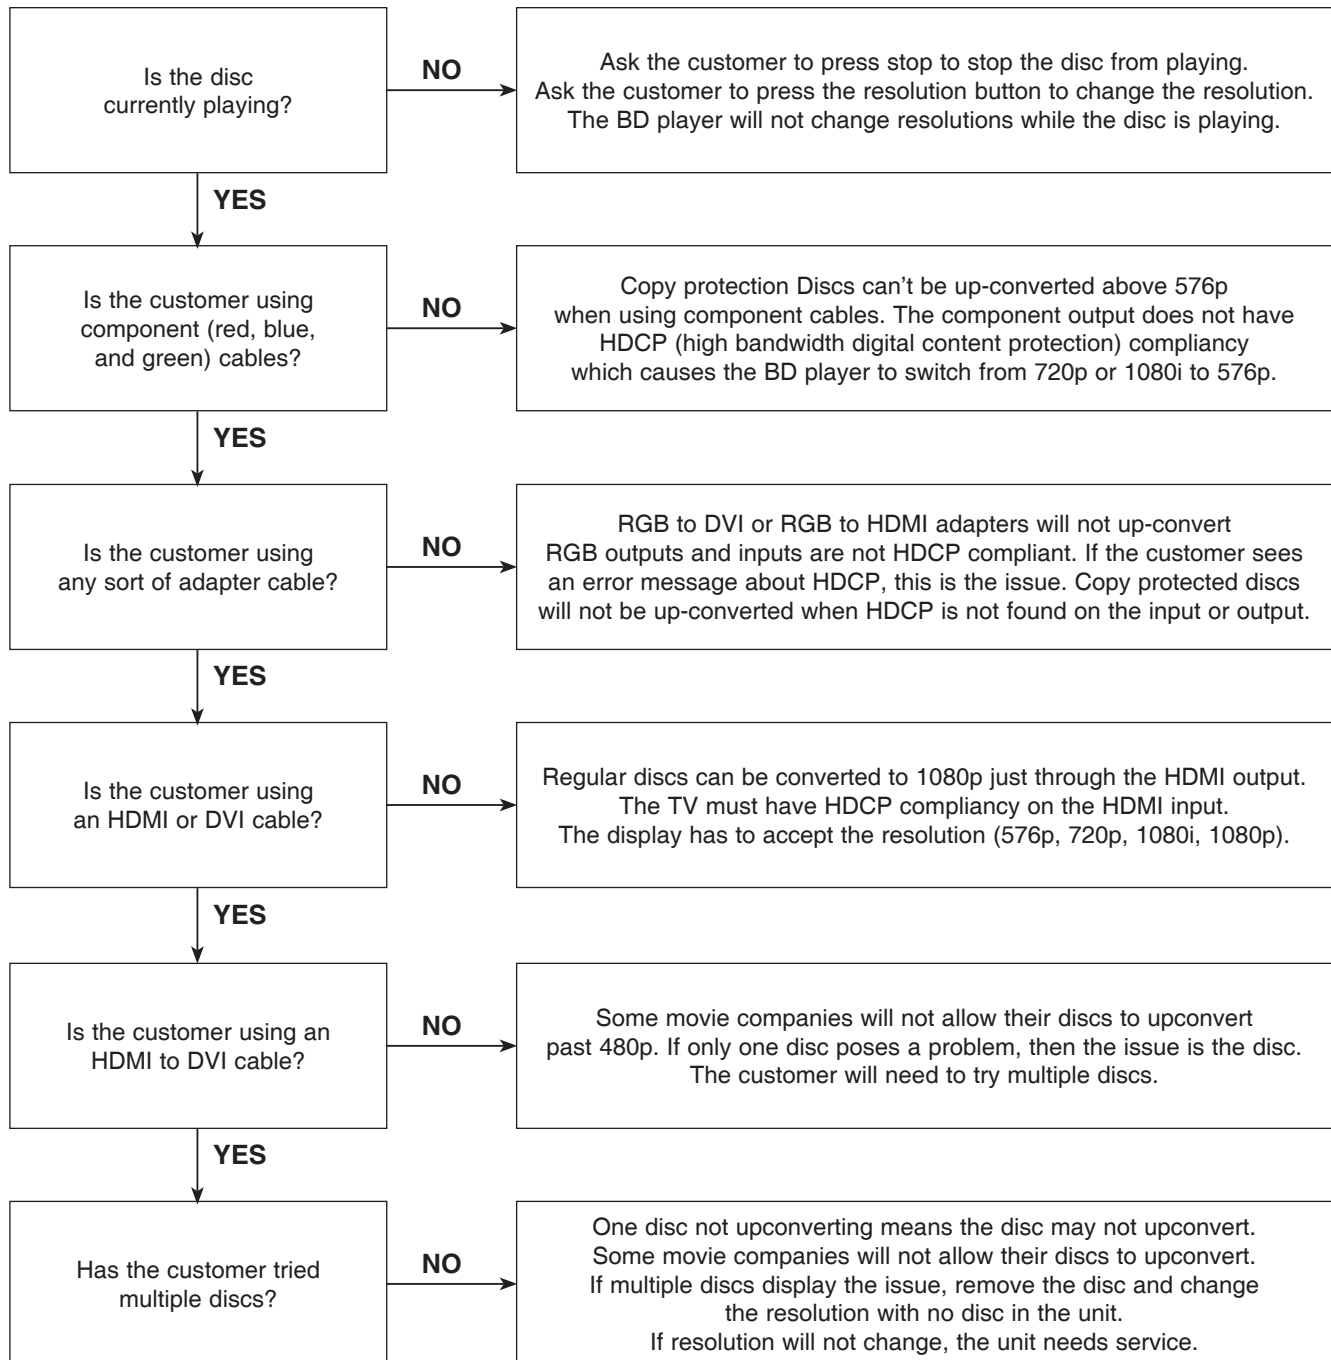 Is the disc
currently playing?
NO
Ask the customer to press stop to stop the disc from playing.
Ask the customer to press the resolution button to change the resolution.
The BD player will not change resolutions while the disc is playing.
YES
Is the customer using
component (red, blue,
and green) cables?
NO
Copy protection Discs can't be up-converted above 576p
when using component cables. The component output does not have
HDCP (high bandwidth digital content protection) compliancy
which causes the BD player to switch from 720p or 1080i to 576p.
YES
Is the customer using
any sort of adapter cable?
NO
RGB to DVI or RGB to HDMI adapters will not up-convert
RGB outputs and inputs are not HDCP compliant. If the customer sees
an error message about HDCP, this is the issue. Copy protected discs
will not be up-converted when HDCP is not found on the input or output.
YES
Is the customer using
an HDMI or DVI cable?
NO
Regular discs can be converted to 1080p just through the HDMI output.
The TV must have HDCP compliancy on the HDMI input.
The display has to accept the resolution (576p, 720p, 1080i, 1080p).
YES
Is the customer using an
HDMI to DVI cable?
NO
Some movie companies will not allow their discs to upconvert
past 480p. If only one disc poses a problem, then the issue is the disc.
The customer will need to try multiple discs.
YES
Has the customer tried
multiple discs?
NO
One disc not upconverting means the disc may not upconvert.
Some movie companies will not allow their discs to upconvert.
If multiple discs display the issue, remove the disc and change
the resolution with no disc in the unit.
If resolution will not change, the unit needs service.